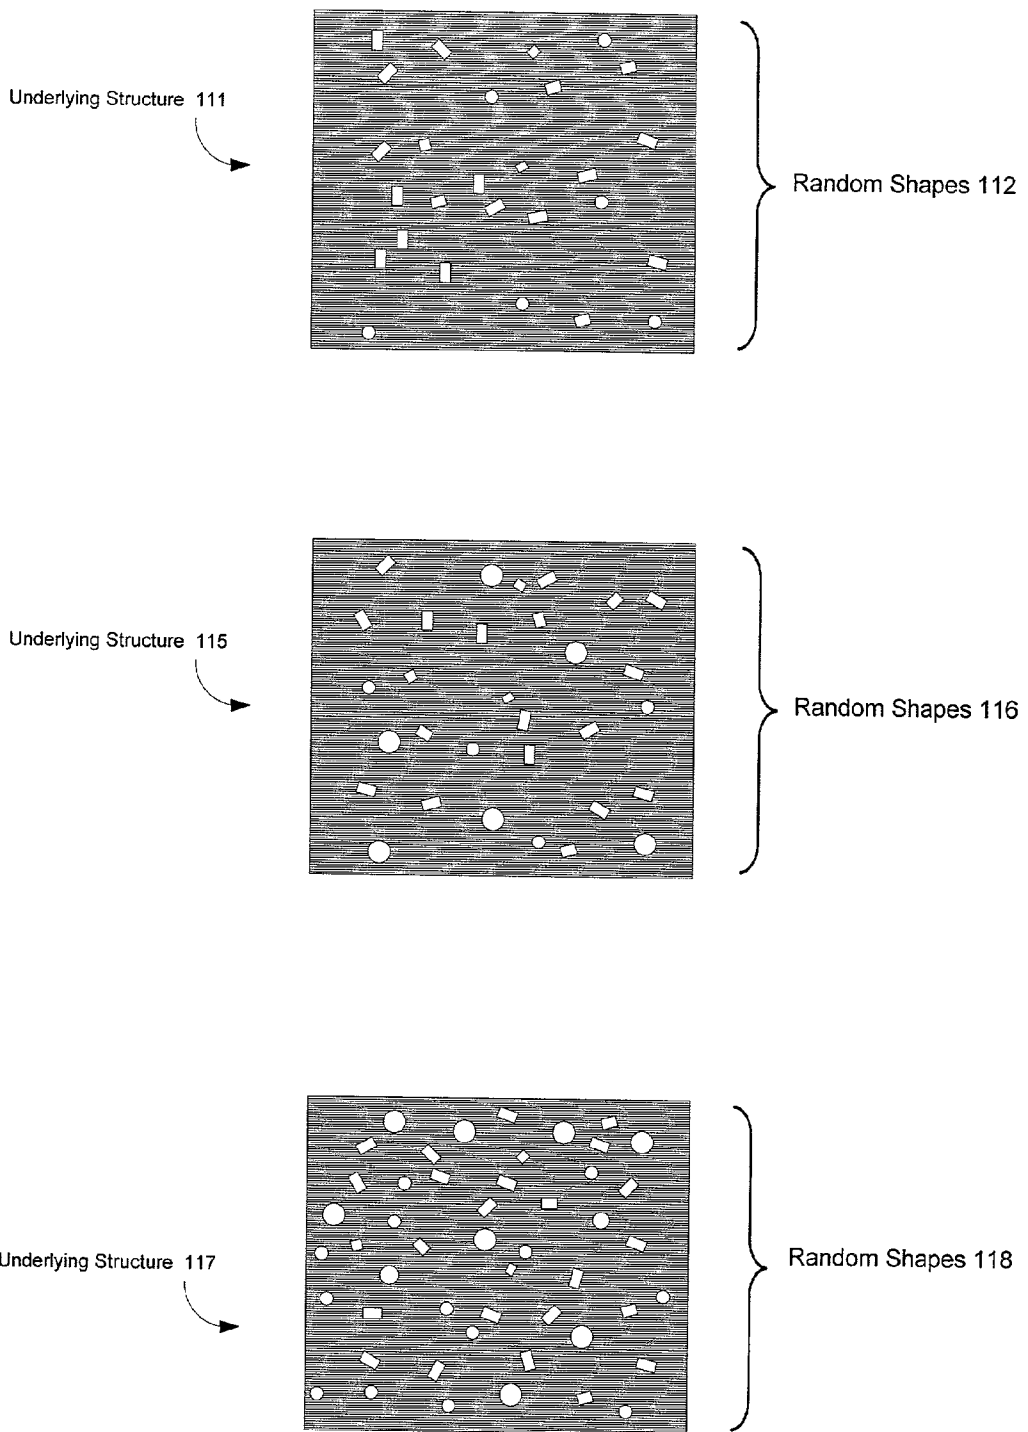 Underlying Structure 111
Random Shapes 112
Underlying Structure 115
Random Shapes 116
Underlying Structure 117
Random Shapes 118